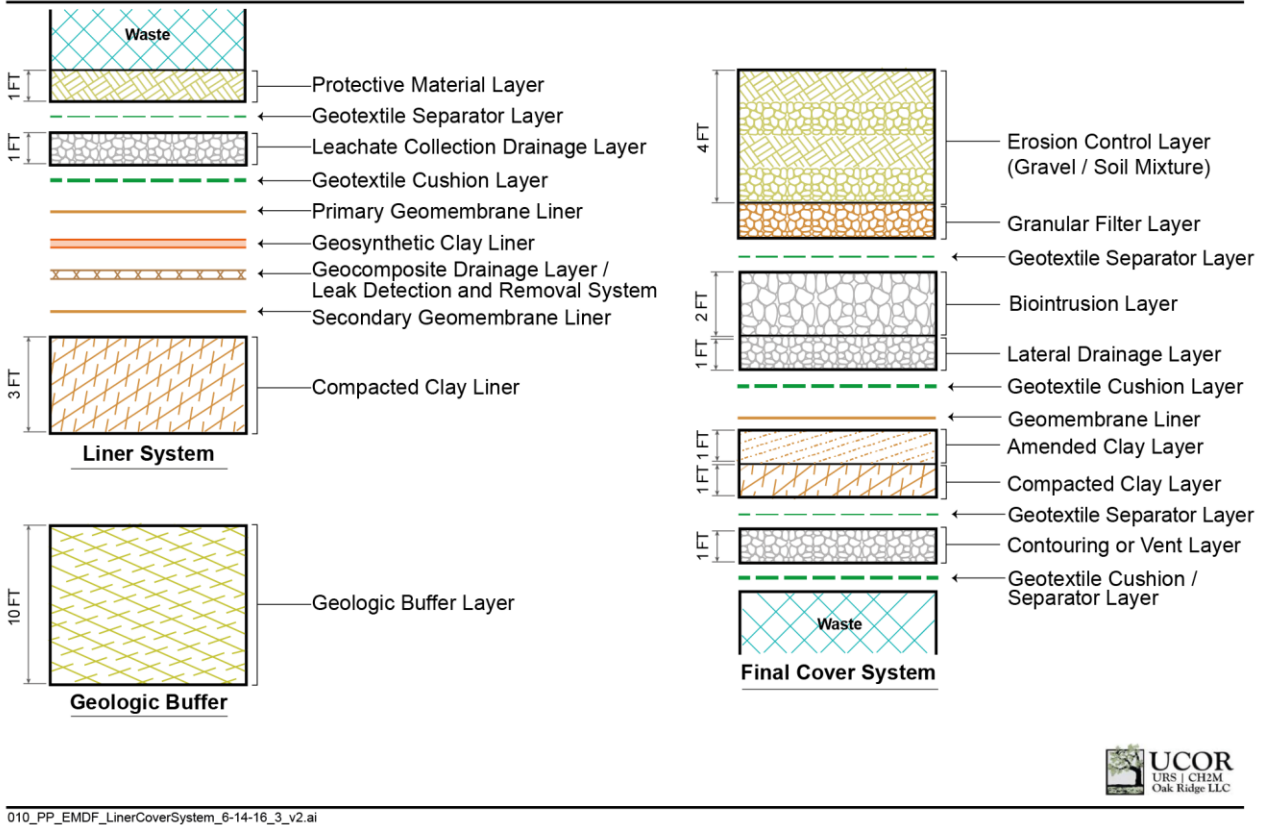 Waste
1 FT
Protective Material Layer
Geotextile Separator Layer
1 FT
Leachate Collection Drainage Layer
Geotextile Cushion Layer
Primary Geomembrane Liner
Geosynthetic Clay Liner
Geocomposite Drainage Layer /
Leak Detection and Removal System
Secondary Geomembrane Liner
3 FT
Compacted Clay Liner
Liner System
10 FT
Geologic Buffer Layer
Geologic Buffer
4 FT
Erosion Control Layer
(Gravel / Soil Mixture)
Granular Filter Layer
Geotextile Separator Layer
2 FT
Biointrusion Layer
1 FT
Lateral Drainage Layer
Geotextile Cushion Layer
Geomembrane Liner
1 FT
Amended Clay Layer
1 FT
Compacted Clay Layer
Geotextile Separator Layer
1 FT
Contouring or Vent Layer
Geotextile Cushion /
Separator Layer
Waste
Final Cover System
UCOR
URS | CH2M
Oak Ridge LLC
010_PP_EMDF_LinerCoverSystem_6-14-16_3_v2.ai